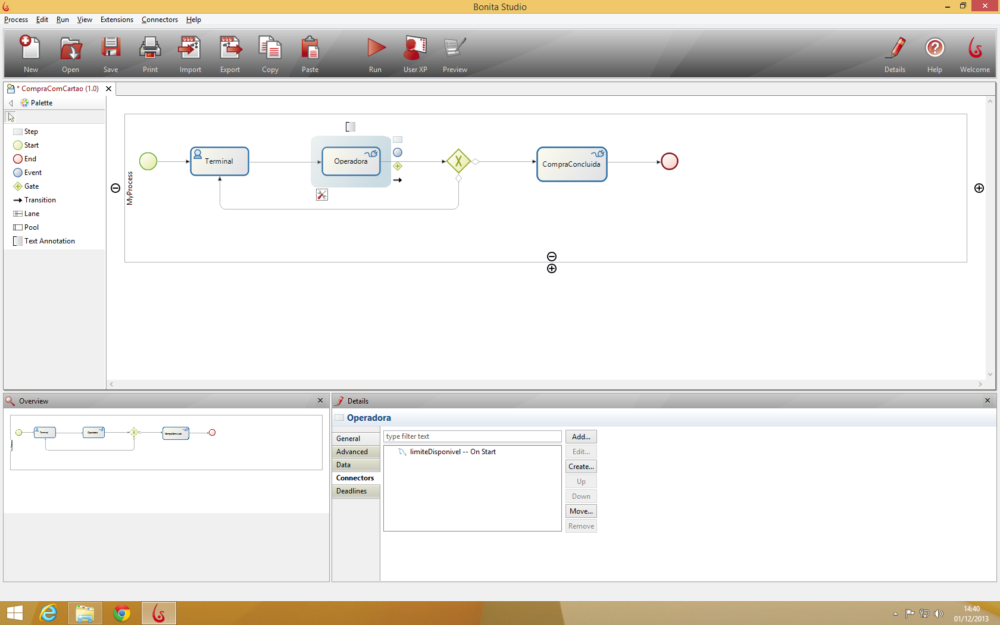 Bonita Studio
Process Edit Run View Extensions Connectors Help
New Open Save Print Import Export Copy Paste Run User XP Preview Details Help Welcome
* CompraComCartao (1.0)
Palette
Step
Start
End
Event
Gate
Transition
Lane
Pool
Text Annotation
MyProcess
Terminal
Operadora
X
CompraConcluida
Overview
Terminal
Operadora
CompraConcluida
Details
Operadora
General
Advanced
Data
Connectors
Deadlines
type filter text
limiteDisponivel -- On Start
Add...
Edit...
Create...
Up
Down
Move...
Remove
14:40
01/12/2013